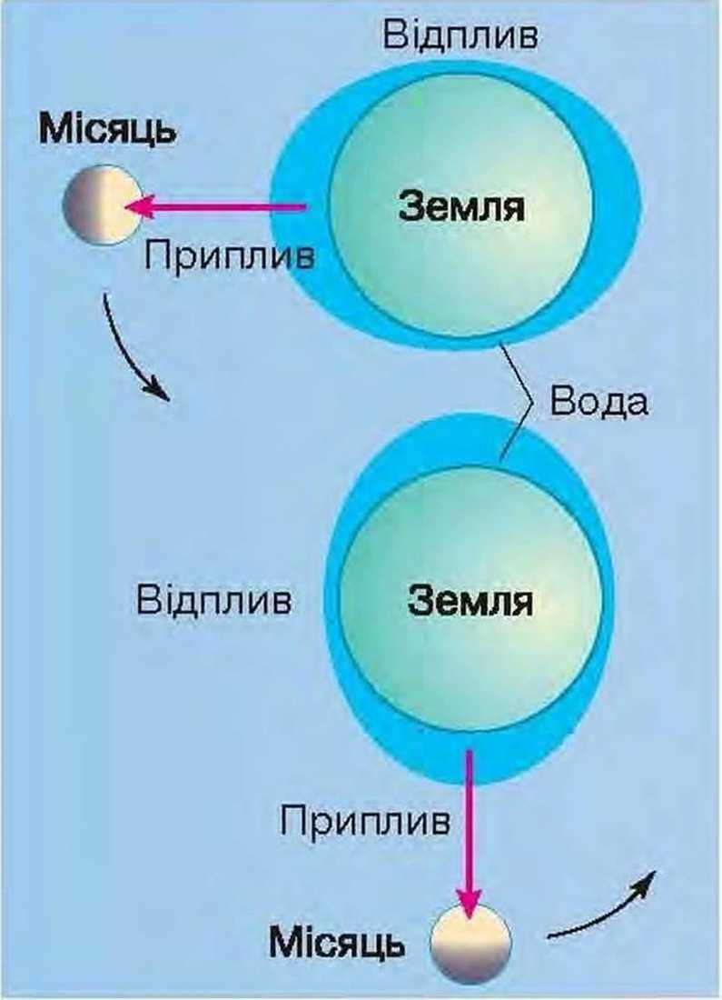 Відплив
Місяць
Земля
Приплив
Вода
Відплив
Земля
Приплив
Місяць